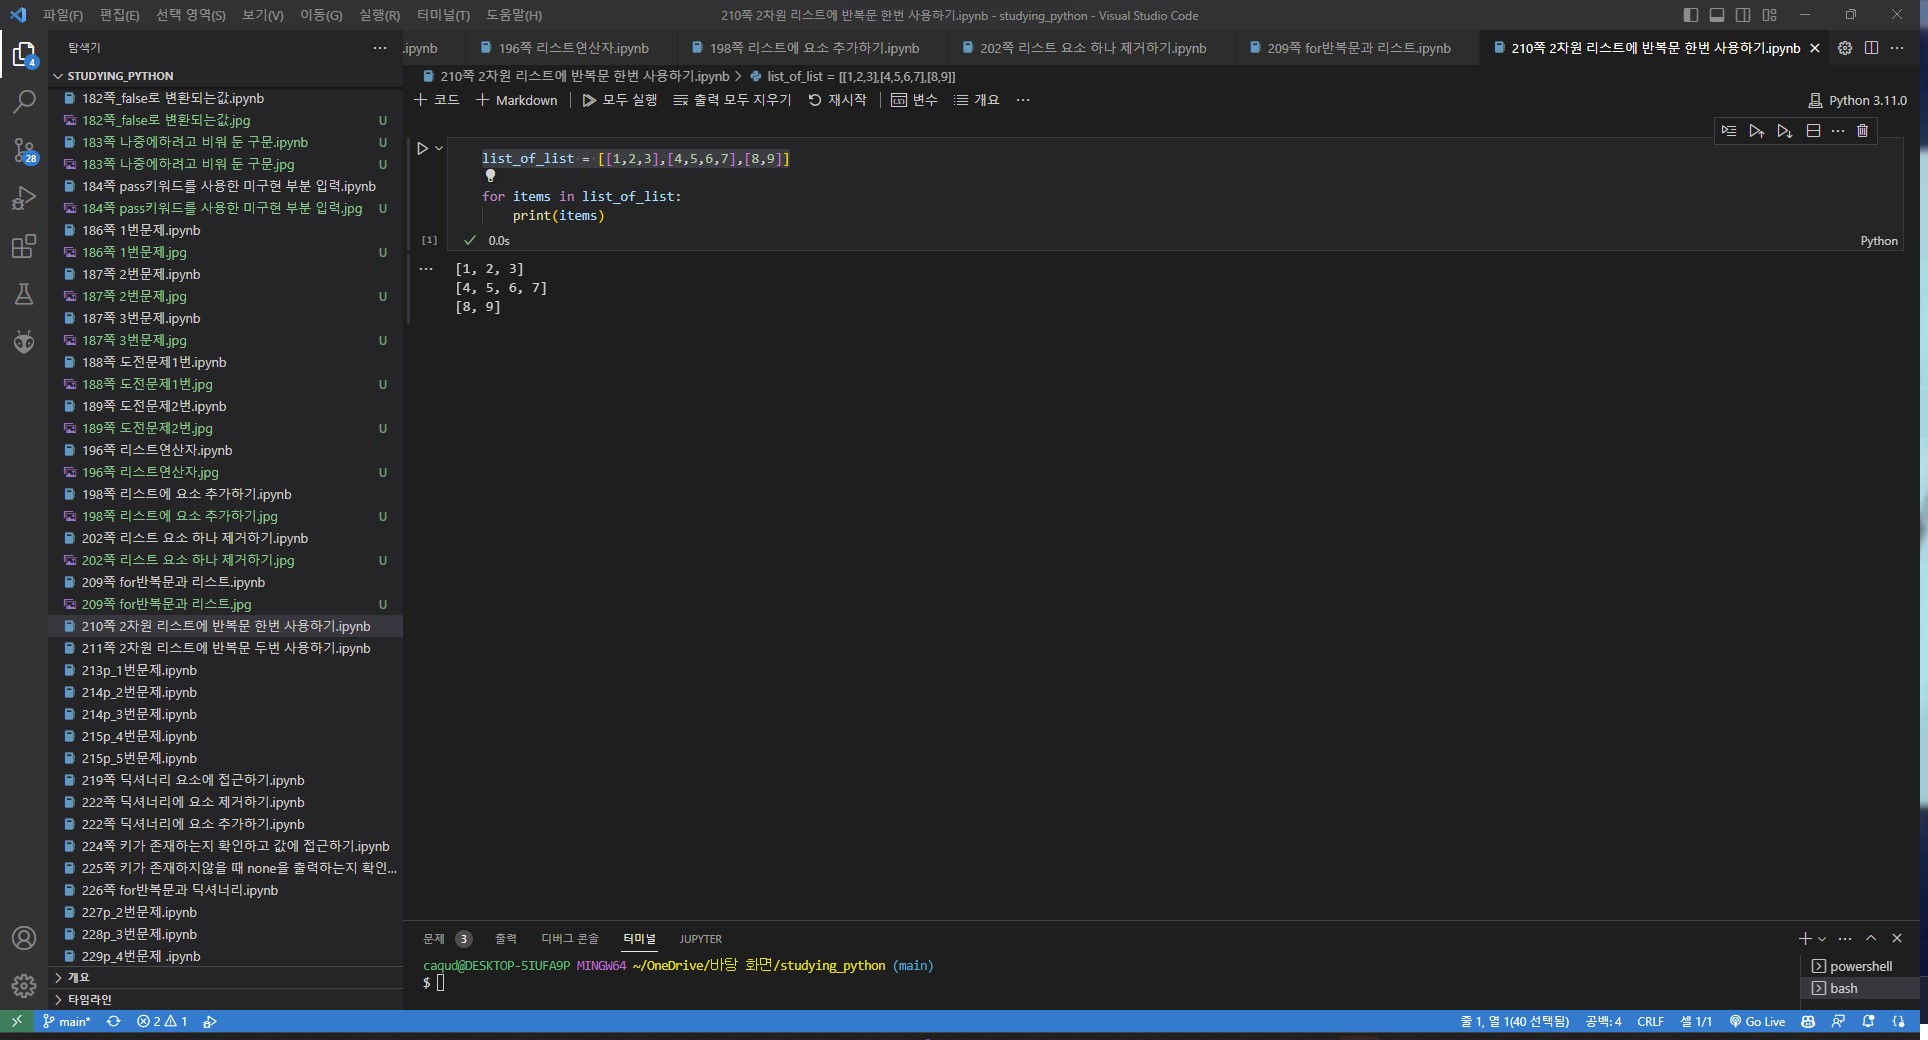 파일(F) 편집(E) 선택 영역(S) 보기(V) 이동(G) 실행(R) 터미널(T) 도움말(H)
210쪽 2차원 리스트에 반복문 한번 사용하기.ipynb - studying_python - Visual Studio Code
탐색기
.ipynb
196쪽 리스트연산자.ipynb
198쪽 리스트에 요소 추가하기.ipynb
202쪽 리스트 요소 하나 제거하기.ipynb
209쪽 for반복문과 리스트.ipynb
210쪽 2차원 리스트에 반복문 한번 사용하기.ipynb
4
28
STUDYING_PYTHON
182쪽_false로 변환되는값.ipynb
182쪽_false로 변환되는값.jpg U
183쪽 나중에하려고 비워 둔 구문.ipynb U
183쪽 나중에하려고 비워 둔 구문.jpg U
184쪽 pass키워드를 사용한 미구현 부분 입력.ipynb
184쪽 pass키워드를 사용한 미구현 부분 입력.jpg U
186쪽 1번문제.ipynb
186쪽 1번문제.jpg U
187쪽 2번문제.ipynb
187쪽 2번문제.jpg U
187쪽 3번문제.ipynb
187쪽 3번문제.jpg U
188쪽 도전문제1번.ipynb
188쪽 도전문제1번.jpg U
189쪽 도전문제2번.ipynb
189쪽 도전문제2번.jpg U
196쪽 리스트연산자.ipynb
196쪽 리스트연산자.jpg U
198쪽 리스트에 요소 추가하기.ipynb
198쪽 리스트에 요소 추가하기.jpg U
202쪽 리스트 요소 하나 제거하기.ipynb
202쪽 리스트 요소 하나 제거하기.jpg U
209쪽 for반복문과 리스트.ipynb
209쪽 for반복문과 리스트.jpg U
210쪽 2차원 리스트에 반복문 한번 사용하기.ipynb
211쪽 2차원 리스트에 반복문 두번 사용하기.ipynb
213p_1번문제.ipynb
214p_2번문제.ipynb
214p_3번문제.ipynb
215p_4번문제.ipynb
215p_5번문제.ipynb
219쪽 딕셔너리 요소에 접근하기.ipynb
222쪽 딕셔너리에 요소 제거하기.ipynb
222쪽 딕셔너리에 요소 추가하기.ipynb
224쪽 키가 존재하는지 확인하고 값에 접근하기.ipynb
225쪽 키가 존재하지않을 때 none을 출력하는지 확인...
226쪽 for반복문과 딕셔너리.ipynb
227p_2번문제.ipynb
228p_3번문제.ipynb
229p_4번문제 .ipynb
개요
타임라인
210쪽 2차원 리스트에 반복문 한번 사용하기.ipynb > list_of_list = [[1,2,3],[4,5,6,7],[8,9]]
+ 코드 + Markdown 모두 실행 출력 모두 지우기 재시작 변수 개요 ...
Python 3.11.0
list_of_list = [[1,2,3],[4,5,6,7],[8,9]]
for items in list_of_list:
print(items)
[1] 0.0s
Python
[1, 2, 3]
[4, 5, 6, 7]
[8, 9]
문제 3 출력 디버그 콘솔 터미널 JUPYTER
caqud@DESKTOP-5IUFA9P MINGW64 ~/OneDrive/바탕 화면/studying_python (main)
$
powershell
bash
main* 2 1
줄 1, 열 1(40 선택됨) 공백: 4 CRLF 셀 1/1 Go Live